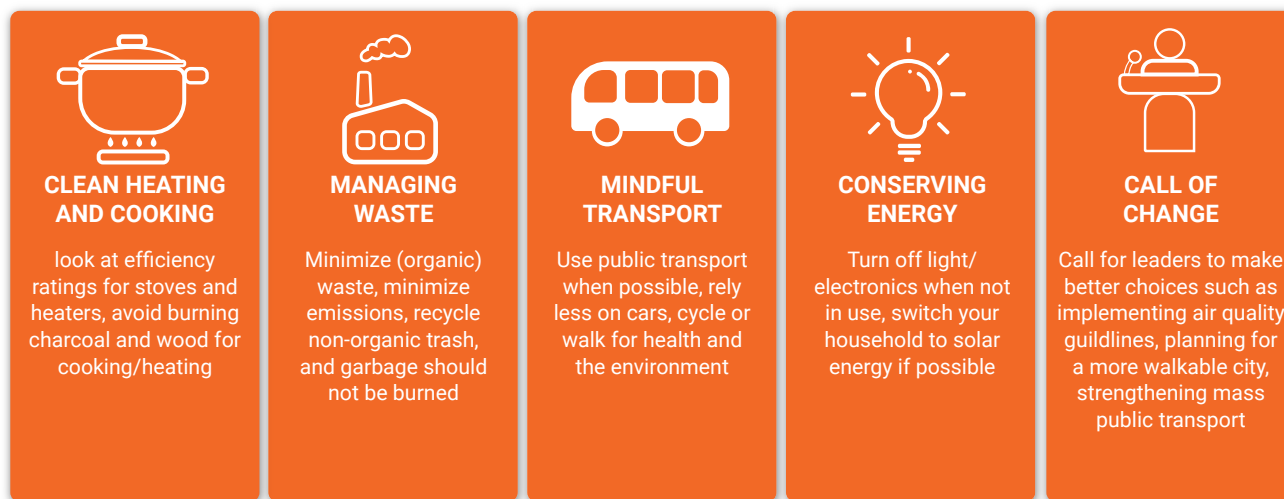 CLEAN HEATING
AND COOKING
look at efficiency
ratings for stoves and
heaters, avoid burning
charcoal and wood for
cooking/heating
MANAGING
WASTE
Minimize (organic)
waste, minimize
emissions, recycle
non-organic trash,
and garbage should
not be burned
MINDFUL
TRANSPORT
Use public transport
when possible, rely
less on cars, cycle or
walk for health and
the environment
CONSERVING
ENERGY
Turn off light/
electronics when not
in use, switch your
household to solar
energy if possible
CALL OF
CHANGE
Call for leaders to make
better choices such as
implementing air quality
guildlines, planning for
a more walkable city,
strengthening mass
public transport